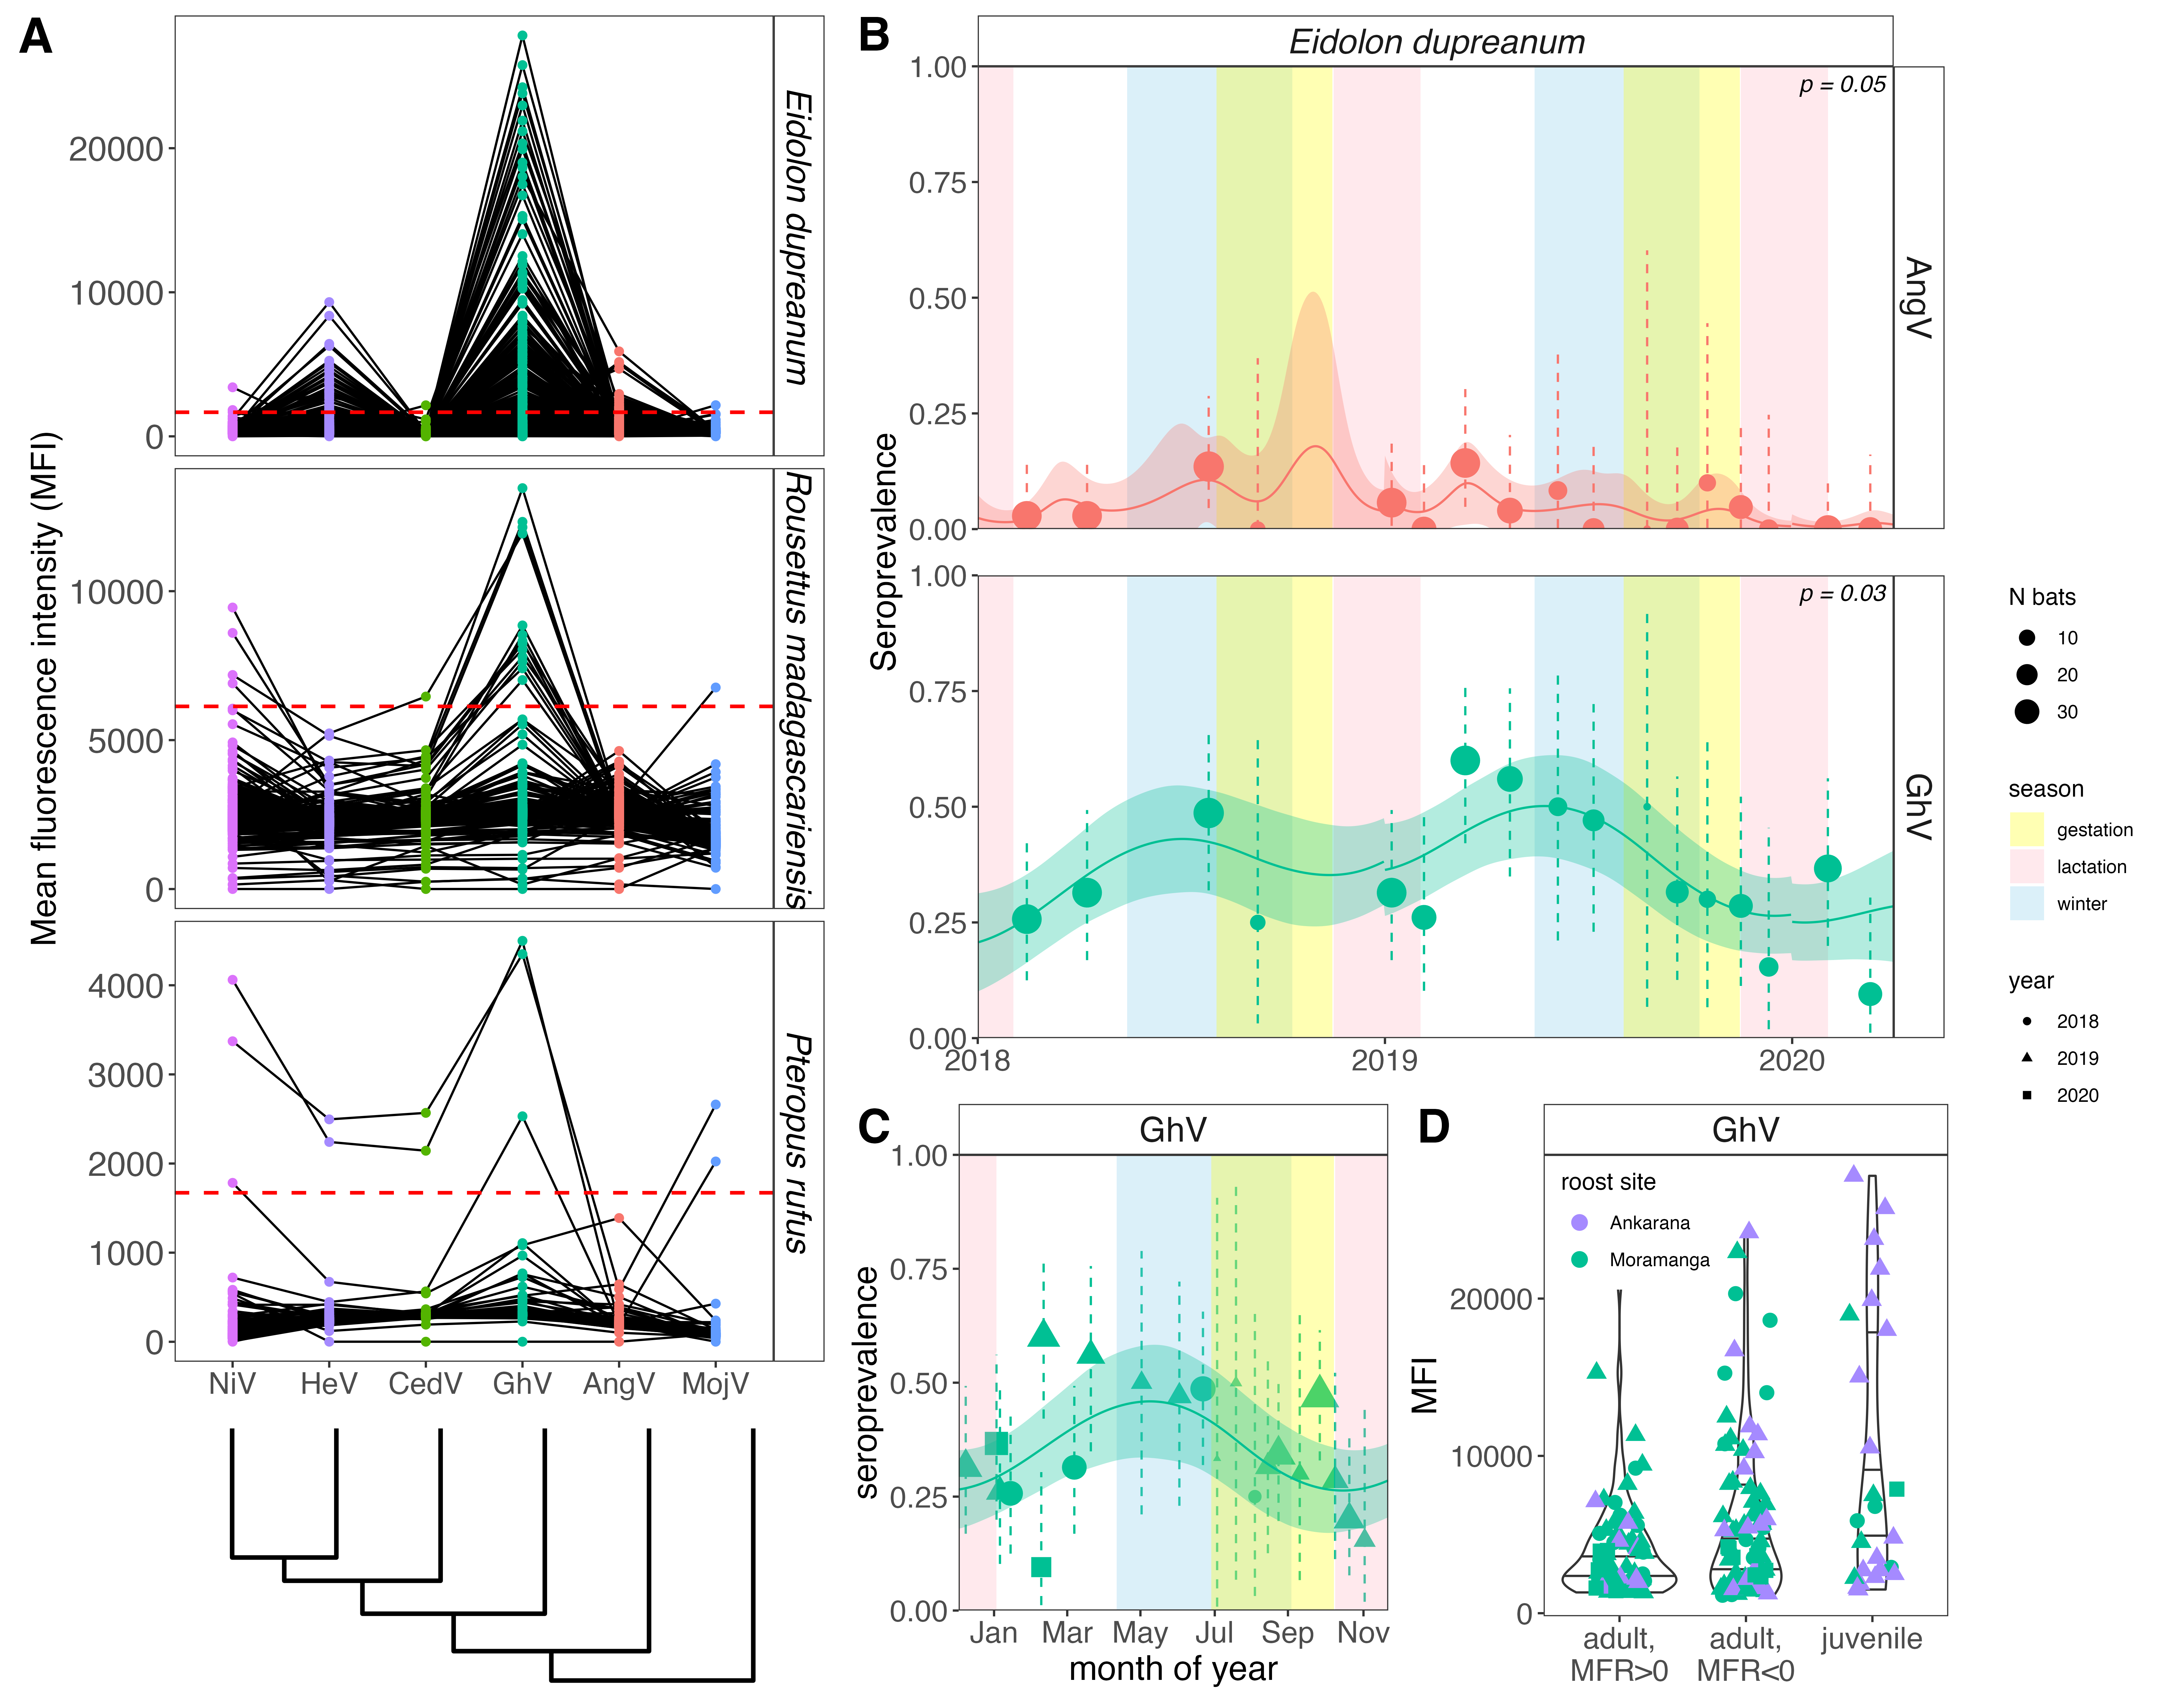 A
Mean fluorescence intensity (MFI)
20000
10000
0
Eidolon dupreanum
10000
5000
0
Rousettus madagascariensis
4000
3000
2000
1000
0
Pteropus rufus
NiV HeV CedV GhV AngV MojV
B
Eidolon dupreanum
Seroprevalence
1.00
0.75
0.50
0.25
0.00
p = 0.05
AngV
1.00
0.75
0.50
0.25
0.00
p = 0.03
GhV
2018 2019 2020
N bats
10
20
30
season
gestation
lactation
winter
year
2018
2019
2020
C
GhV
seroprevalence
1.00
0.75
0.50
0.25
0.00
Jan Mar May Jul Sep Nov
month of year
D
GhV
roost site
Ankarana
Moramanga
MFI
20000
10000
0
adult, adult, juvenile
MFR>0 MFR<0